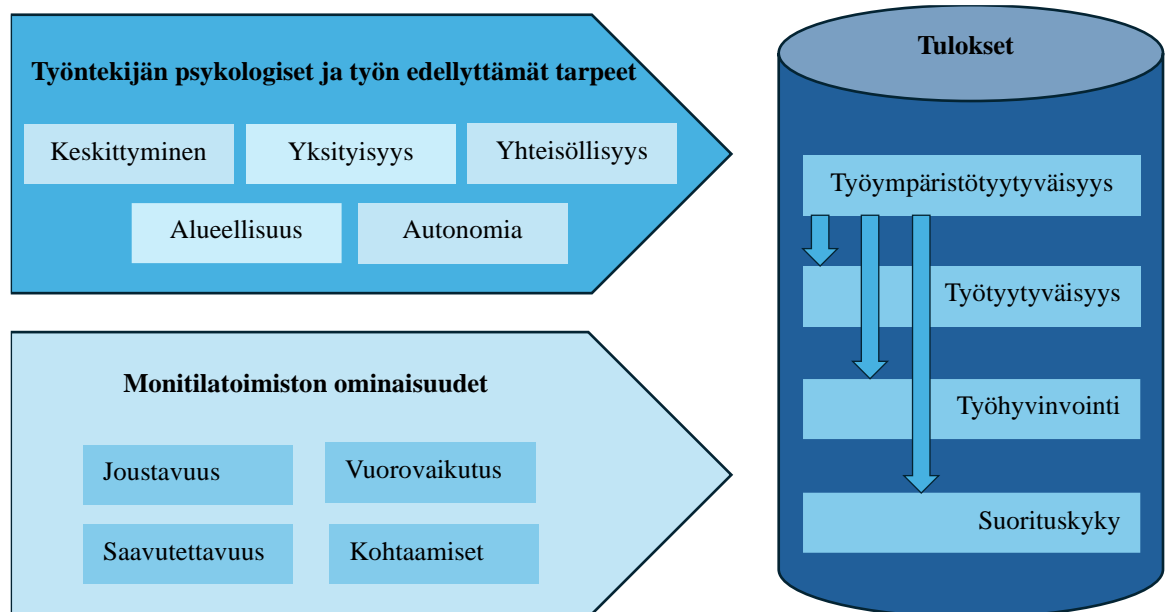 Työntekijän psykologiset ja työn edellyttämät tarpeet
Keskittyminen
Yksityisyys
Yhteisöllisyys
Alueellisuus
Autonomia
Monitilatoimiston ominaisuudet
Joustavuus
Vuorovaikutus
Saavutettavuus
Kohtaamiset
Tulokset
Työympäristötyytyväisyys
Työtyytyväisyys
Työhyvinvointi
Suorituskyky